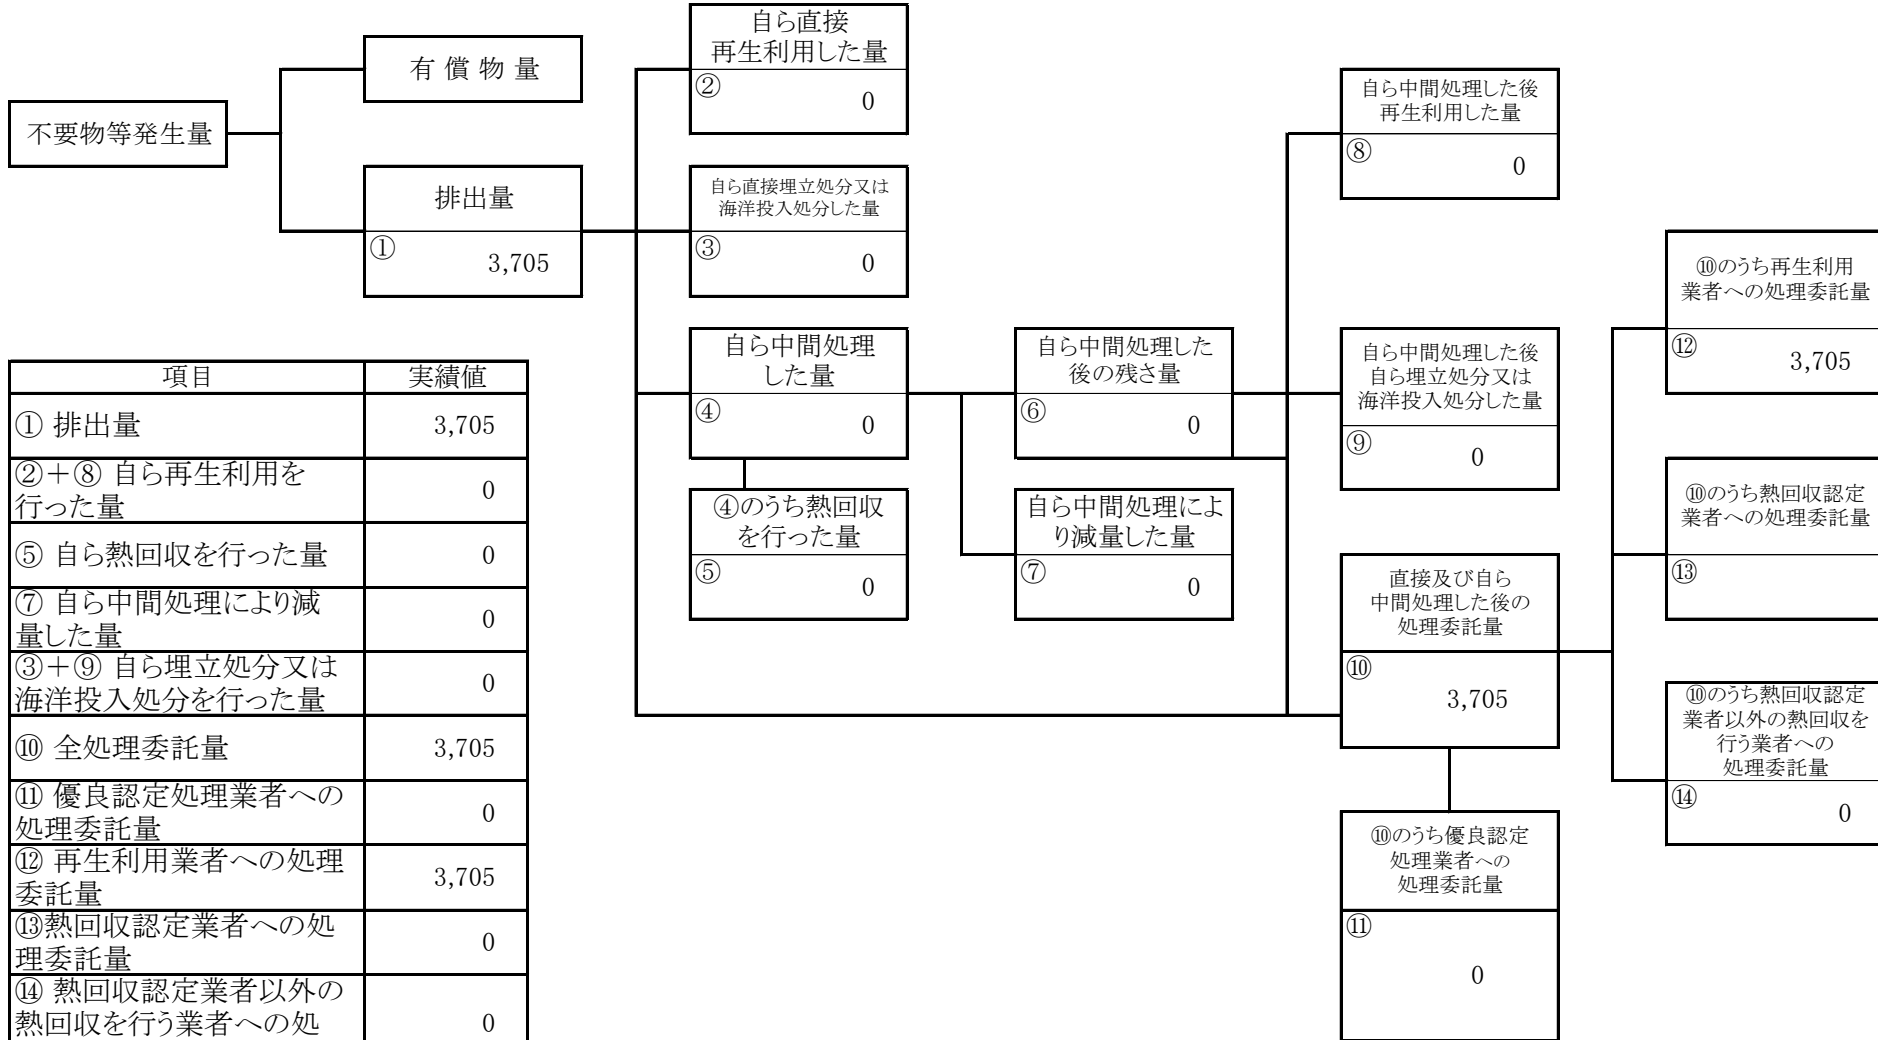 不要物等発生量
有償物量
排出量
①
3,705
自ら直接
再生利用した量
②
0
自ら直接埋立処分又は
海洋投入処分した量
③
0
自ら中間処理
した量
④
0
④のうち熱回収
を行った量
⑤
0
自ら中間処理した
後の残さ量
⑥
0
自ら中間処理によ
り減量した量
⑦
0
自ら中間処理した後
再生利用した量
⑧
0
自ら中間処理した後
自ら埋立処分又は
海洋投入処分した量
⑨
0
直接及び自ら
中間処理した後の
処理委託量
⑩
3,705
⑩のうち優良認定
処理業者への
処理委託量
⑪
0
⑩のうち再生利用
業者への処理委託量
⑫
3,705
⑩のうち熱回収認定
業者への処理委託量
⑬
⑩のうち熱回収認定
業者以外の熱回収を
行う業者への
処理委託量
⑭
0
項目 実績値
① 排出量 3,705
②＋⑧ 自ら再生利用を
行った量 0
⑤ 自ら熱回収を行った量 0
⑦ 自ら中間処理により減
量した量 0
③＋⑨ 自ら埋立処分又は
海洋投入処分を行った量 0
⑩ 全処理委託量 3,705
⑪ 優良認定処理業者への
処理委託量 0
⑫ 再生利用業者への処理
委託量 3,705
⑬熱回収認定業者への処
理委託量 0
⑭ 熱回収認定業者以外の
熱回収を行う業者への処 0